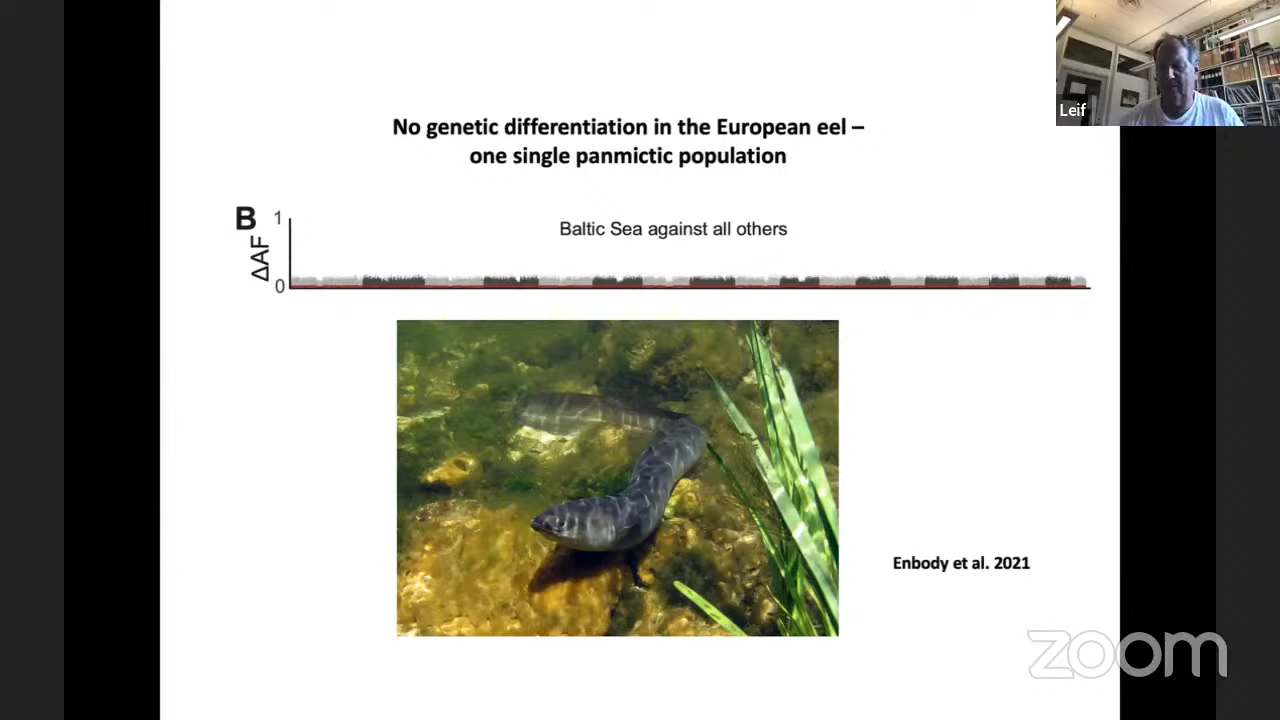 Leif
No genetic differentiation in the European eel –
one single panmictic population
B
1
ΔAF
0
Baltic Sea against all others
Enbody et al. 2021
zoom